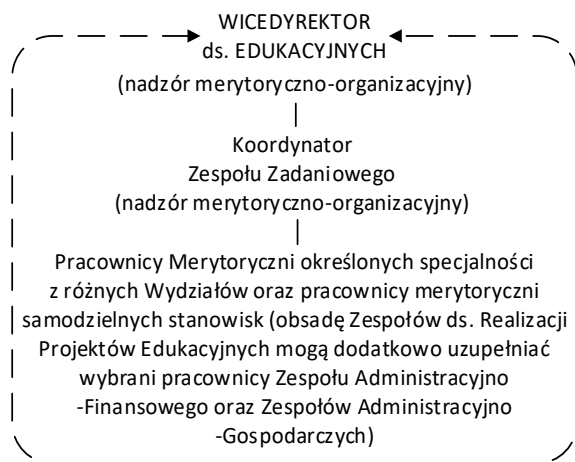 WICEDYREKTOR
ds. EDUKACYJNYCH
(nadzór merytoryczno-organizacyjny)
Koordynator
Zespołu Zadaniowego
(nadzór merytoryczno-organizacyjny)
Pracownicy Merytoryczni określonych specjalności
z różnych Wydziałów oraz pracownicy merytoryczni
samodzielnych stanowisk (obsadę Zespołów ds. Realizacji
Projektów Edukacyjnych mogą dodatkowo uzupełniać
wybrani pracownicy Zespołu Administracyjno
-Finansowego oraz Zespołów Administracyjno
-Gospodarczych)